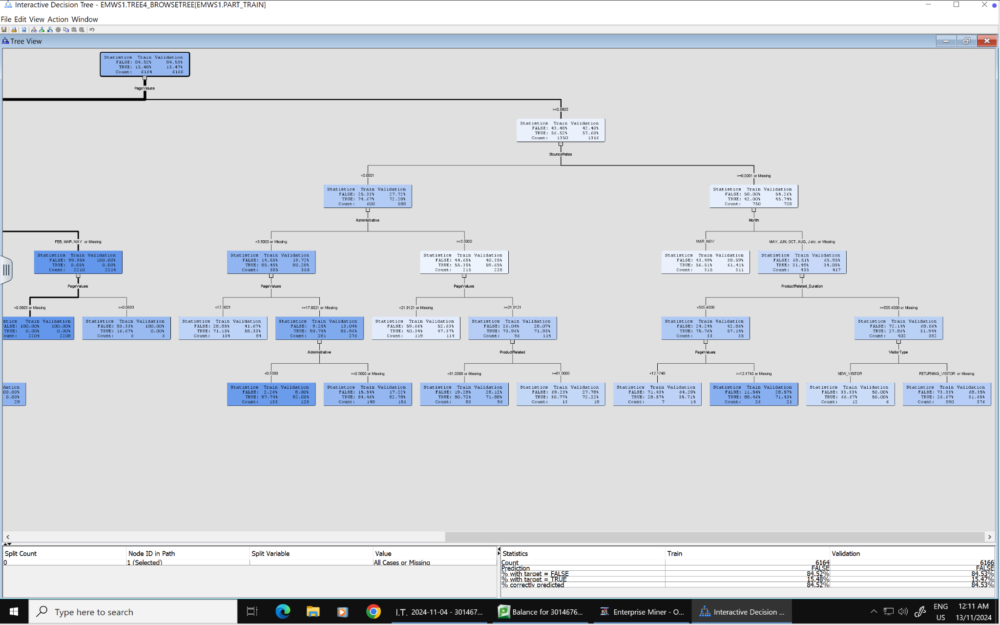 Interactive Decision Tree - EMWS1.TREE4_BROWSETREE[EMWS1.PART_TRAIN]
File Edit View Action Window
Tree View
Statistics Train Validation
FALSE: 84.52% 84.53%
TRUE: 15.48% 15.47%
Count: 6164 6166
PageValues
>=0.9805
Statistics Train Validation
FALSE: 43.48% 42.40%
TRUE: 56.52% 57.60%
Count: 1350 1316
BounceRates
<0.0001
Statistics Train Validation
FALSE: 25.33% 27.72%
TRUE: 74.67% 72.28%
Count: 600 588
Administrative
>=0.0001 or Missing
Statistics Train Validation
FALSE: 58.00% 54.26%
TRUE: 42.00% 45.74%
Count: 750 728
Month
FEB, MAR, MAY or Missing
Statistics Train Validation
FALSE: 99.95% 100.00%
TRUE: 0.05% 0.00%
Count: 2210 2214
PageValues
<3.5000 or Missing
Statistics Train Validation
FALSE: 14.55% 19.72%
TRUE: 85.45% 80.28%
Count: 385 360
PageValues
>=3.5000
Statistics Train Validation
FALSE: 44.65% 40.35%
TRUE: 55.35% 59.65%
Count: 215 228
PageValues
MAR, NOV
Statistics Train Validation
FALSE: 43.49% 38.59%
TRUE: 56.51% 61.41%
Count: 315 311
MAY, JUN, OCT, AUG, J etc. or Missing
Statistics Train Validation
FALSE: 68.51% 65.95%
TRUE: 31.49% 34.05%
Count: 435 417
ProductRelated_Duration
<0.0603 or Missing
stics Train Validation
ALSE: 100.00% 100.00%
TRUE: 0.00% 0.00%
ount: 2204 2208
>=0.0603
Statistics Train Validation
FALSE: 83.33% 100.00%
TRUE: 16.67% 0.00%
Count: 6 6
<17.0021
Statistics Train Validation
FALSE: 28.85% 41.67%
TRUE: 71.15% 58.33%
Count: 104 84
>=17.0021 or Missing
Statistics Train Validation
FALSE: 9.25% 13.04%
TRUE: 90.75% 86.96%
Count: 281 276
Administrative
<21.9121 or Missing
Statistics Train Validation
FALSE: 59.66% 52.63%
TRUE: 40.34% 47.37%
Count: 119 114
>=21.9121
Statistics Train Validation
FALSE: 26.04% 28.07%
TRUE: 73.96% 71.93%
Count: 96 114
ProductRelated
<505.4000
Statistics Train Validation
FALSE: 24.24% 42.86%
TRUE: 75.76% 57.14%
Count: 33 35
PageValues
>=505.4000 or Missing
Statistics Train Validation
FALSE: 72.14% 68.06%
TRUE: 27.86% 31.94%
Count: 402 382
VisitorType
dation
00.00%
0.00%
29
<0.5000
Statistics Train Validation
FALSE: 2.26% 8.00%
TRUE: 97.74% 92.00%
Count: 133 125
>=0.5000 or Missing
Statistics Train Validation
FALSE: 15.54% 17.22%
TRUE: 84.46% 82.78%
Count: 148 151
<61.0000 or Missing
Statistics Train Validation
FALSE: 19.28% 28.12%
TRUE: 80.72% 71.88%
Count: 83 96
>=61.0000
Statistics Train Validation
FALSE: 69.23% 27.78%
TRUE: 30.77% 72.22%
Count: 13 18
<12.1740
Statistics Train Validation
FALSE: 71.43% 64.29%
TRUE: 28.57% 35.71%
Count: 7 14
>=12.1740 or Missing
Statistics Train Validation
FALSE: 11.54% 28.57%
TRUE: 88.46% 71.43%
Count: 26 21
NEW_VISITOR
Statistics Train Validation
FALSE: 33.33% 50.00%
TRUE: 66.67% 50.00%
Count: 12 6
RETURNING_VISITOR or Missing
Statistics Train Validation
FALSE: 73.33% 68.35%
TRUE: 26.67% 31.65%
Count: 390 376
Split Count Node ID in Path Split Variable Value
0 1 (Selected) All Cases or Missing
Statistics Train Validation
Count 6164 6166
Prediction FALSE FALSE
% with target = FALSE 84.52% 84.53%
% with target = TRUE 15.48% 15.47%
% correctly predicted 84.52% 84.53%
Type here to search
I.T. 2024-11-04 - 301467...
Balance for 3014676...
Enterprise Miner - O...
Interactive Decision ...
ENG
US
12:11 AM
13/11/2024